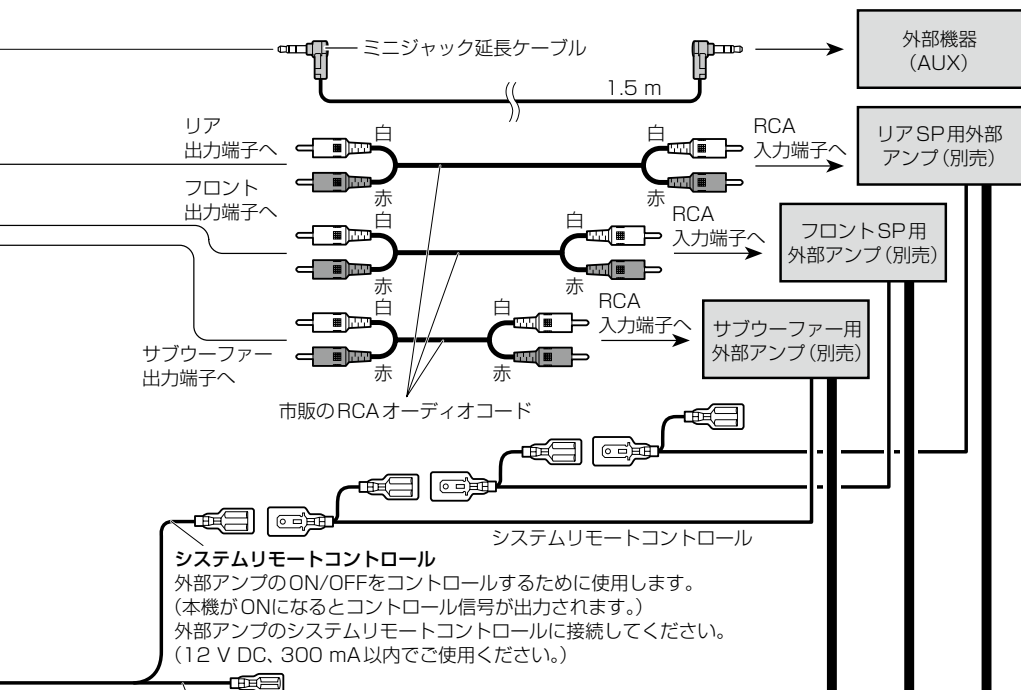 ミニジャック延長ケーブル
外部機器
（AUX）
1.5 m
リア
出力端子へ
白
白
RCA
入力端子へ
リアSP用外部
アンプ（別売）
赤
赤
フロント
出力端子へ
白
白
RCA
入力端子へ
フロントSP用
外部アンプ（別売）
赤
赤
白
白
RCA
入力端子へ
サブウーファー用
外部アンプ（別売）
サブウーファー
出力端子へ
赤
赤
市販のRCAオーディオコード
システムリモートコントロール
システムリモートコントロール
外部アンプのON/OFFをコントロールするために使用します。
（本機がONになるとコントロール信号が出力されます。）
外部アンプのシステムリモートコントロールに接続してください。
（12 V DC、300 mA以内でご使用ください。）